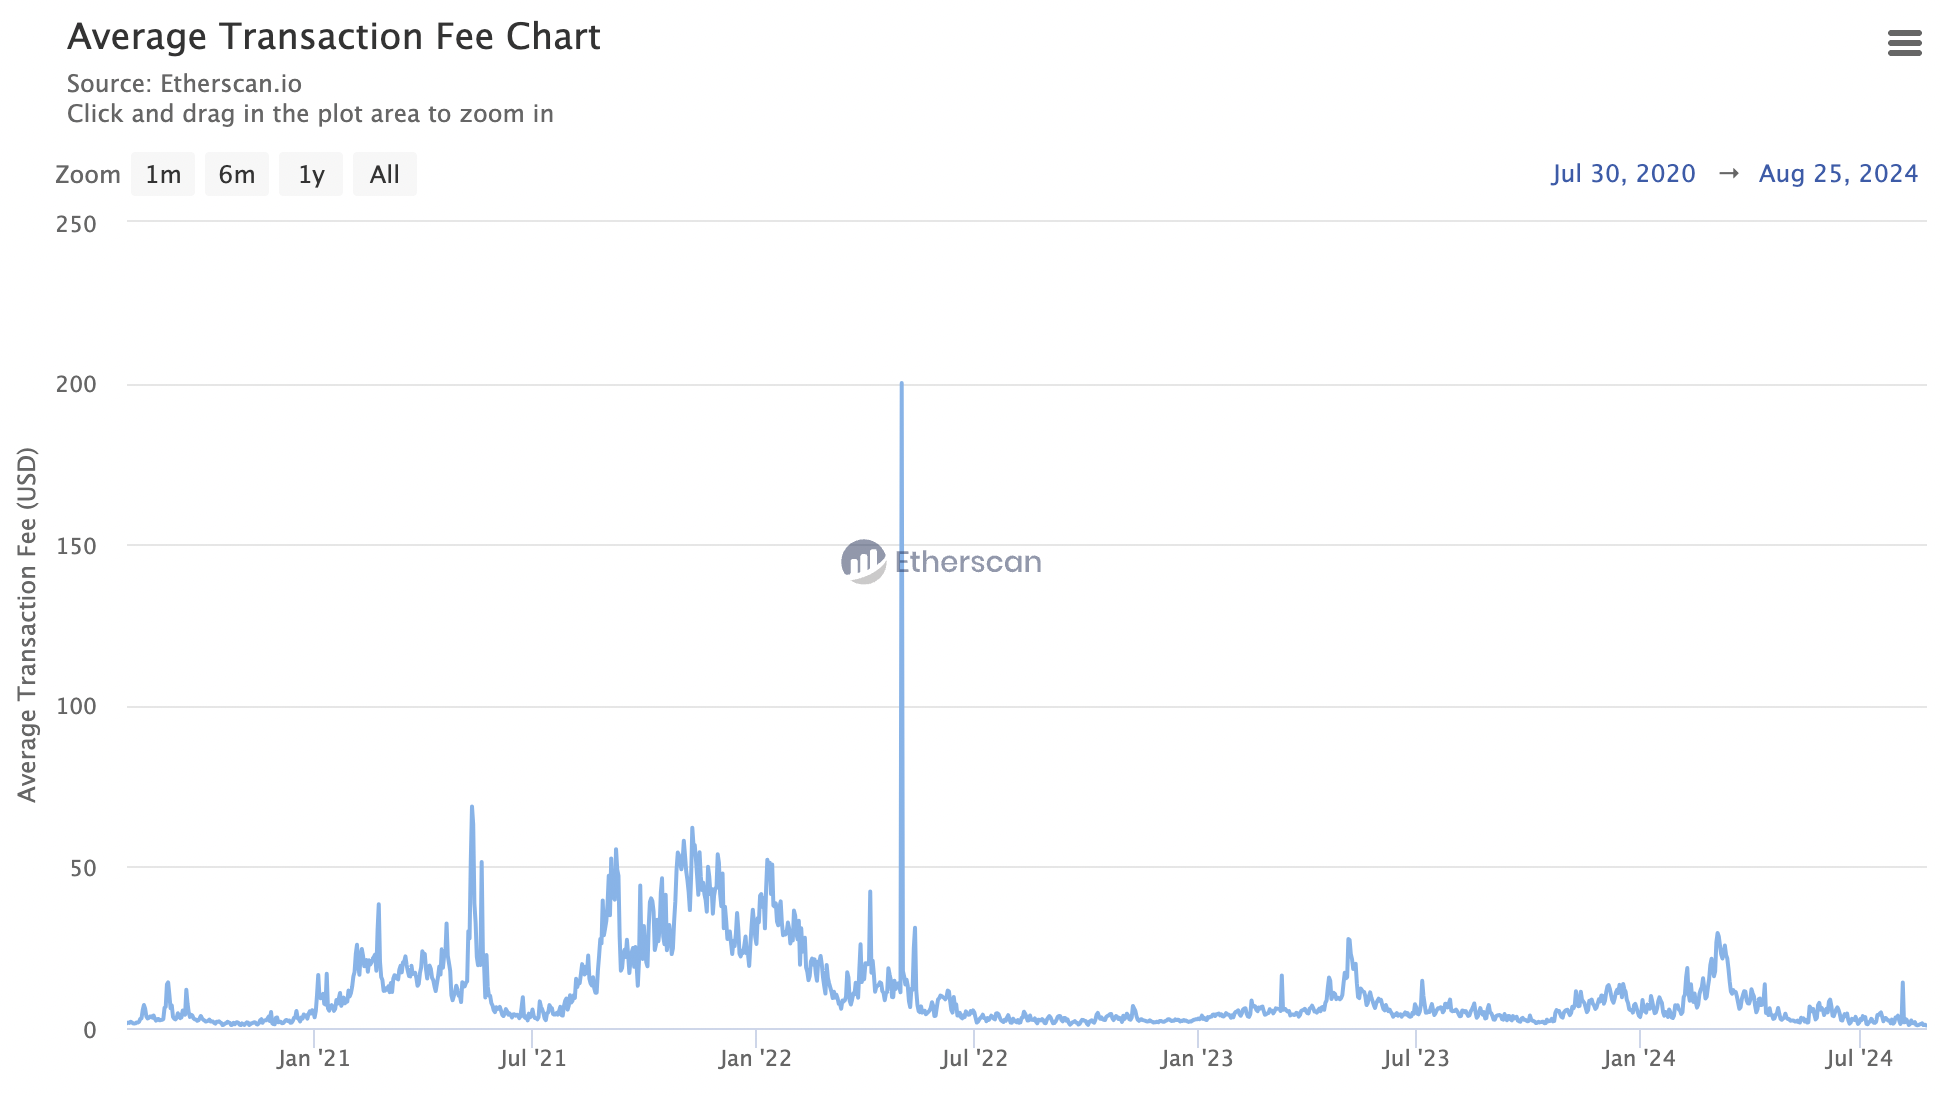 Average Transaction Fee Chart
Source: Etherscan.io
Click and drag in the plot area to zoom in
Zoom 1m 6m 1y All Jul 30, 2020 → Aug 25, 2024
250
200
150
100
50
0
Average Transaction Fee (USD)
Etherscan
Jan '21 Jul '21 Jan '22 Jul '22 Jan '23 Jul '23 Jan '24 Jul '24